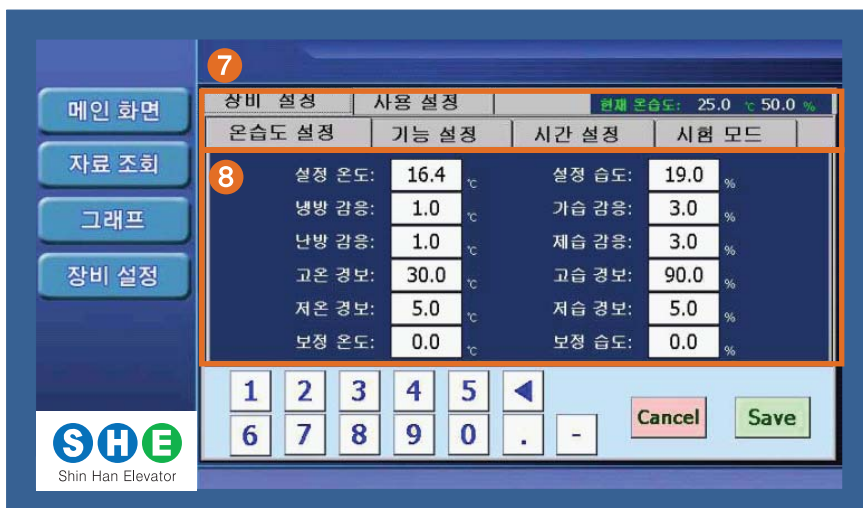 7
장비 설정 사용 설정 현재 온습도: 25.0 ℃ 50.0 %
온습도 설정 기능 설정 시간 설정 시험 모드
메인 화면
자료 조회
그래프
장비 설정
8
설정 온도: 16.4 ℃ 설정 습도: 19.0 %
냉방 감응: 1.0 ℃ 가습 감응: 3.0 %
난방 감응: 1.0 ℃ 제습 감응: 3.0 %
고온 경보: 30.0 ℃ 고습 경보: 90.0 %
저온 경보: 5.0 ℃ 저습 경보: 5.0 %
보정 온도: 0.0 ℃ 보정 습도: 0.0 %
1 2 3 4 5 ◀
6 7 8 9 0 . -
Cancel Save
SHE
Shin Han Elevator